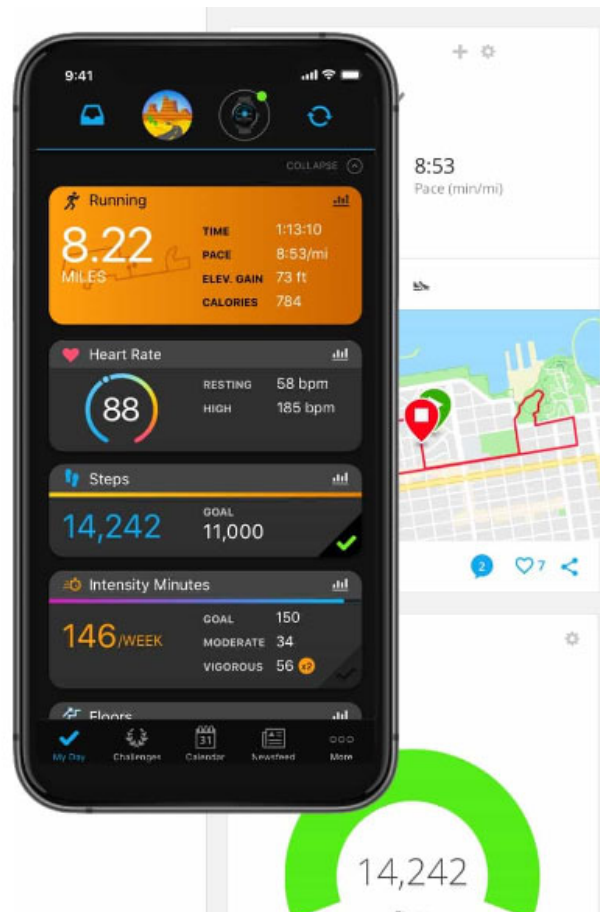 9:41
COLLAPSE
Running
8.22
MILES
TIME 1:13:10
PACE 8:53/mi
ELEV. GAIN 73 ft
CALORIES 784
Heart Rate
88
RESTING 58 bpm
HIGH 185 bpm
Steps
14,242
GOAL
11,000
Intensity Minutes
146/WEEK
GOAL 150
MODERATE 34
VIGOROUS 56 x2
Floors
31
My Day Challenges Calendar Newsfeed More
8:53
Pace (min/mi)
2 7
14,242